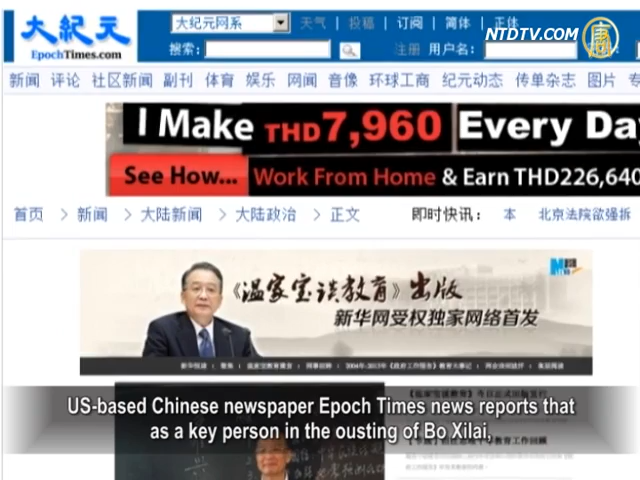 大紀元
EpochTimes.com
大纪元网系
天气 | 投稿 | 订阅 | 简体 | 正体
NTDTV.COM
搜索:
注册 用户名:
新闻 评论 社区新闻 副刊 体育 娱乐 网闻 音像 环球工商 纪元动态 传单杂志 图片 专
I Make THD7,960 Every Day
See How... Work From Home & Earn THD226,640
首页 > 新闻 > 大陆新闻 > 大陆政治 > 正文 即时快讯: 本 北京法院欲强拆
《温家宝谈教育》出版
新华网受权独家网络首发
US-based Chinese newspaper Epoch Times news reports that
as a key person in the ousting of Bo Xilai,